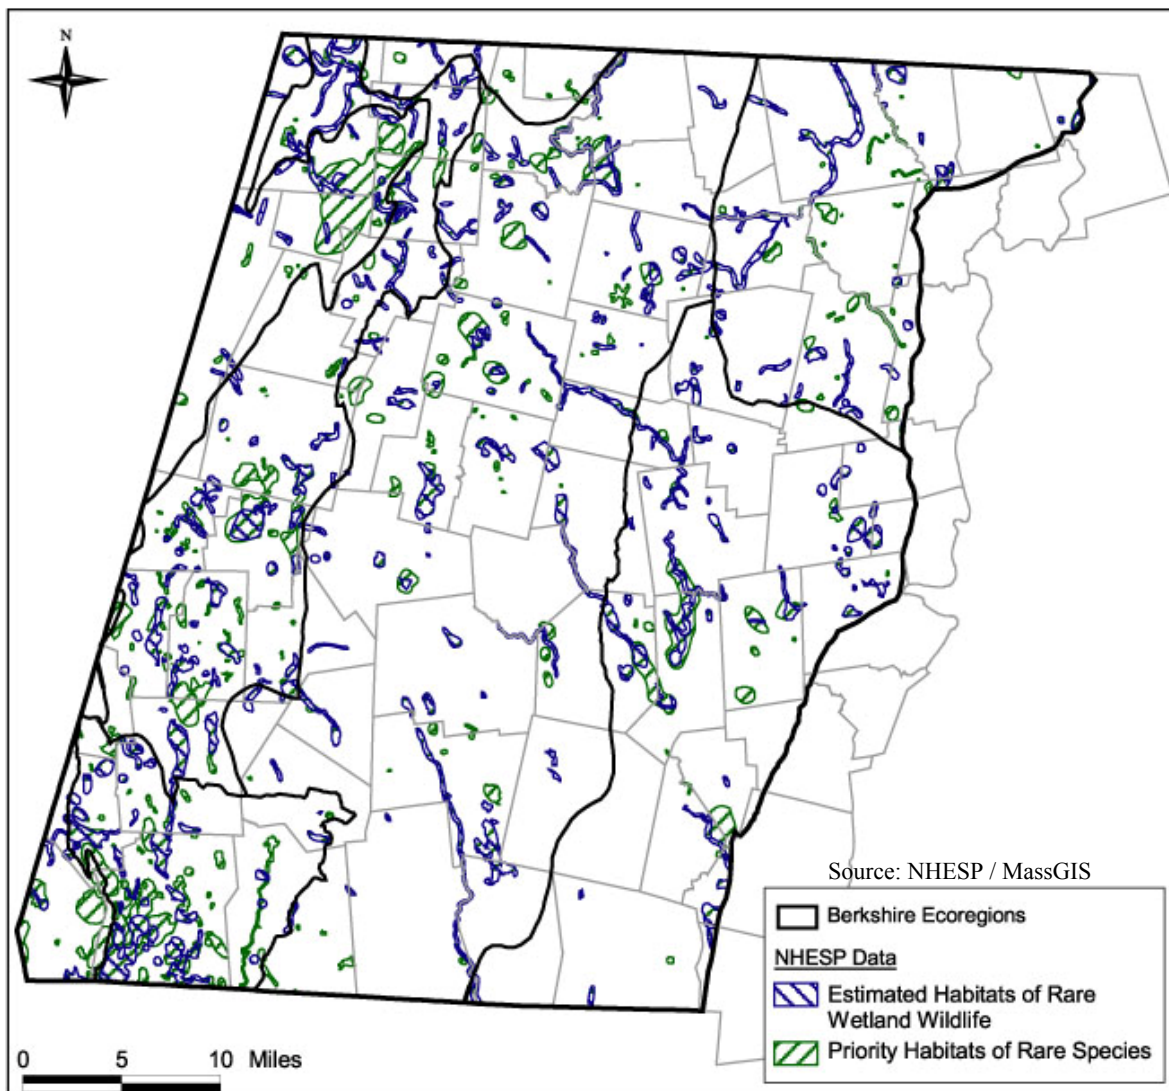 N
Source: NHESP / MassGIS
Berkshire Ecoregions
NHESP Data
Estimated Habitats of Rare
Wetland Wildlife
Priority Habitats of Rare Species
0 5 10 Miles